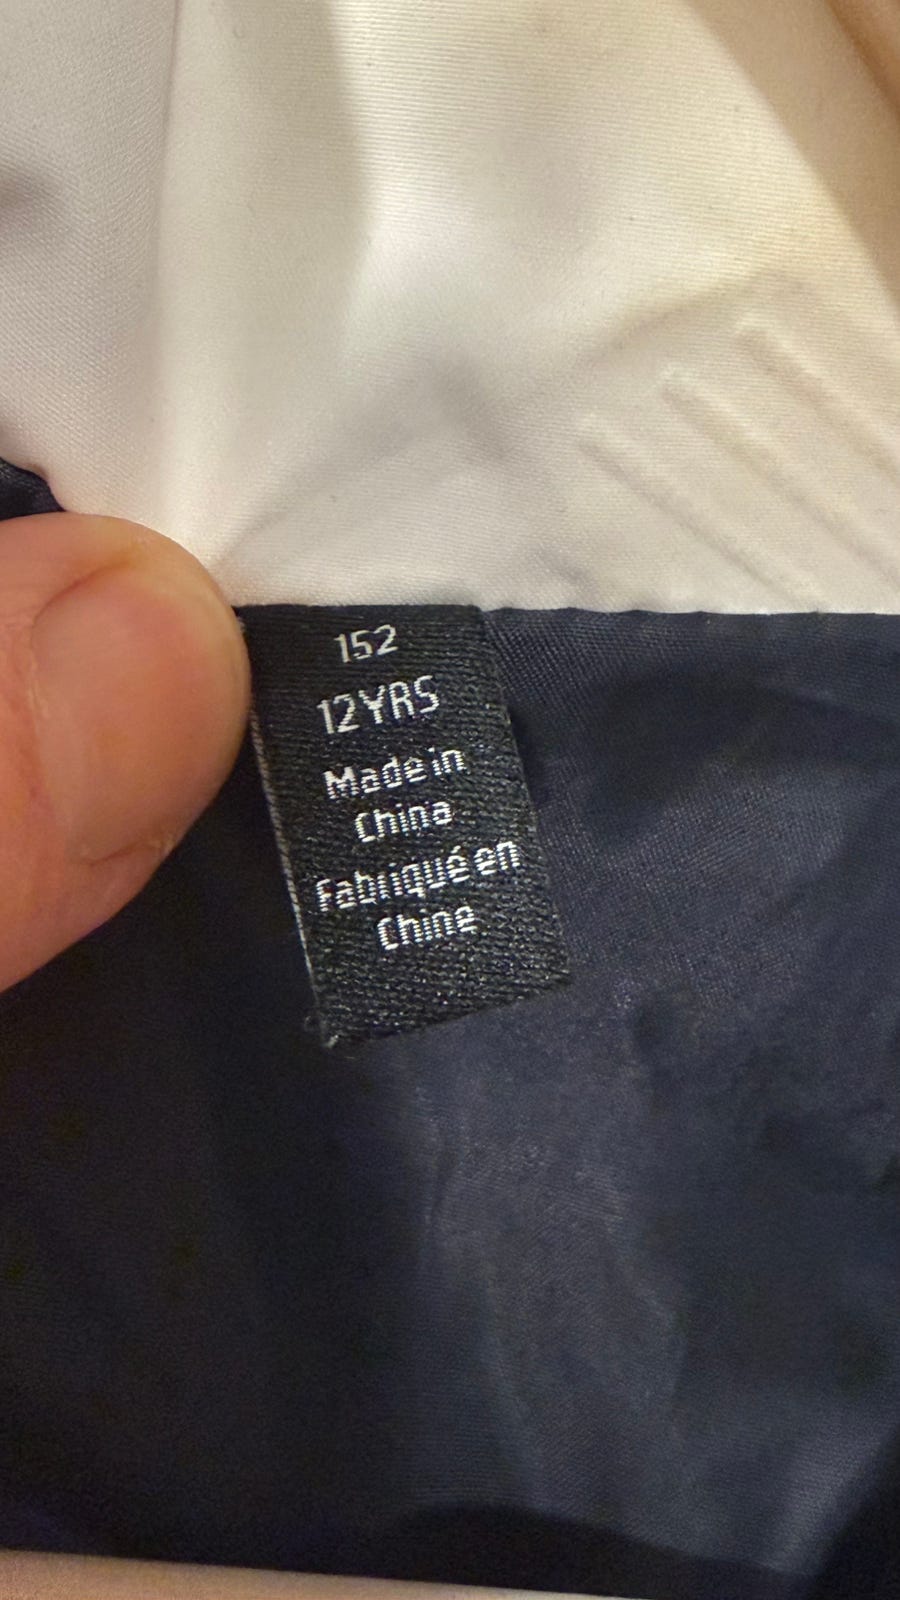 152
12YRS
Made in
China
Fabriqué en
Chine